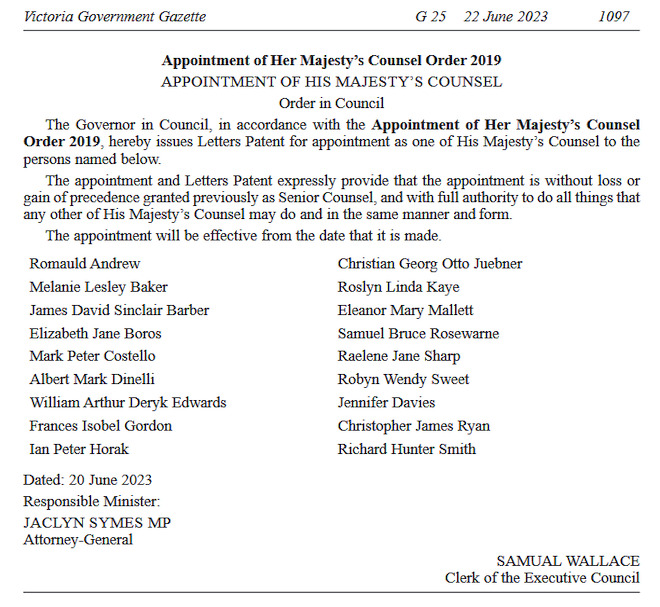 Victoria Government Gazette G 25 22 June 2023 1097
Appointment of Her Majesty's Counsel Order 2019
APPOINTMENT OF HIS MAJESTY'S COUNSEL
Order in Council
The Governor in Council, in accordance with the Appointment of Her Majesty's Counsel
Order 2019, hereby issues Letters Patent for appointment as one of His Majesty's Counsel to the
persons named below.
The appointment and Letters Patent expressly provide that the appointment is without loss or
gain of precedence granted previously as Senior Counsel, and with full authority to do all things that
any other of His Majesty's Counsel may do and in the same manner and form.
The appointment will be effective from the date that it is made.
Romauld Andrew
Melanie Lesley Baker
James David Sinclair Barber
Elizabeth Jane Boros
Mark Peter Costello
Albert Mark Dinelli
William Arthur Deryk Edwards
Frances Isobel Gordon
Ian Peter Horak
Christian Georg Otto Juebner
Roslyn Linda Kaye
Eleanor Mary Mallett
Samuel Bruce Rosewarne
Raelene Jane Sharp
Robyn Wendy Sweet
Jennifer Davies
Christopher James Ryan
Richard Hunter Smith
Dated: 20 June 2023
Responsible Minister:
JACLYN SYMES MP
Attorney-General
SAMUAL WALLACE
Clerk of the Executive Council